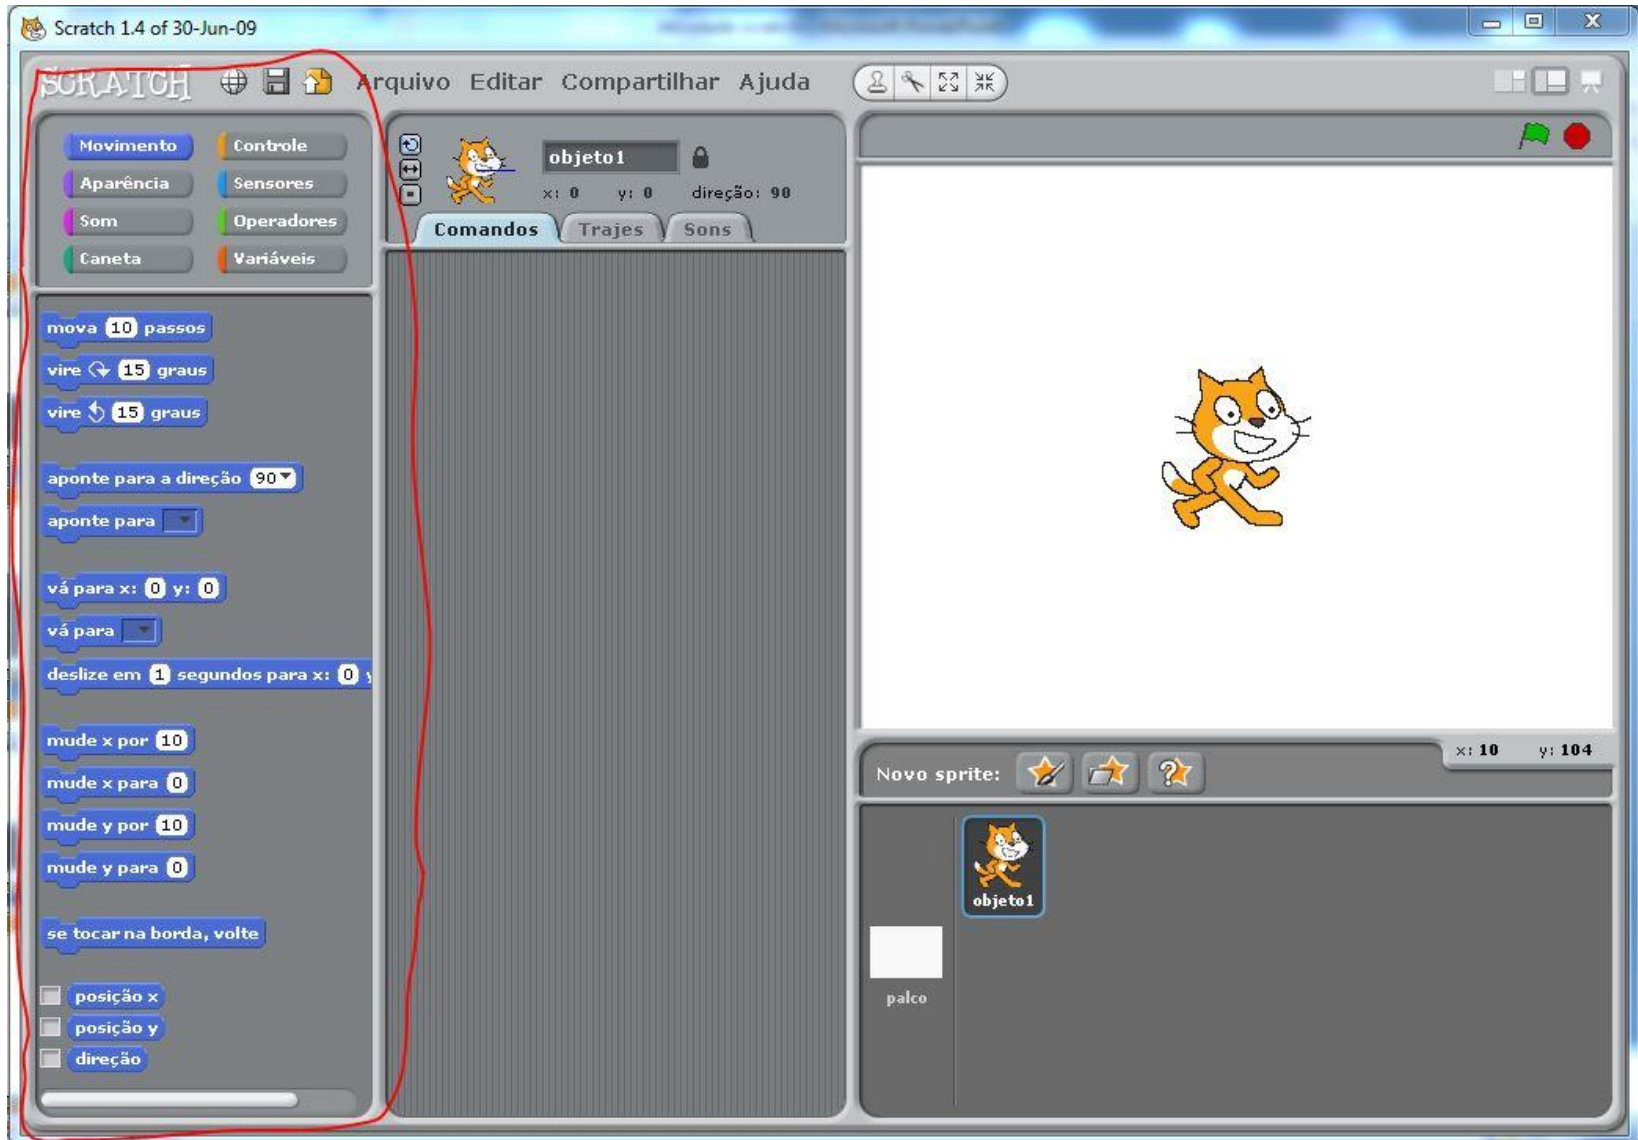 Scratch 1.4 of 30-Jun-09
SCRATCH Arquivo Editar Compartilhar Ajuda
Movimento Controle
Aparência Sensores
Som Operadores
Caneta Variáveis
mova 10 passos
vire 15 graus
vire 15 graus
aponte para a direção 90
aponte para
vá para x: 0 y: 0
vá para
deslize em 1 segundos para x: 0 y
mude x por 10
mude x para 0
mude y por 10
mude y para 0
se tocar na borda, volte
posição x
posição y
direção
objeto1
x: 0 y: 0 direção: 90
Comandos Trajes Sons
x: 10 y: 104
Novo sprite:
objeto1
palco